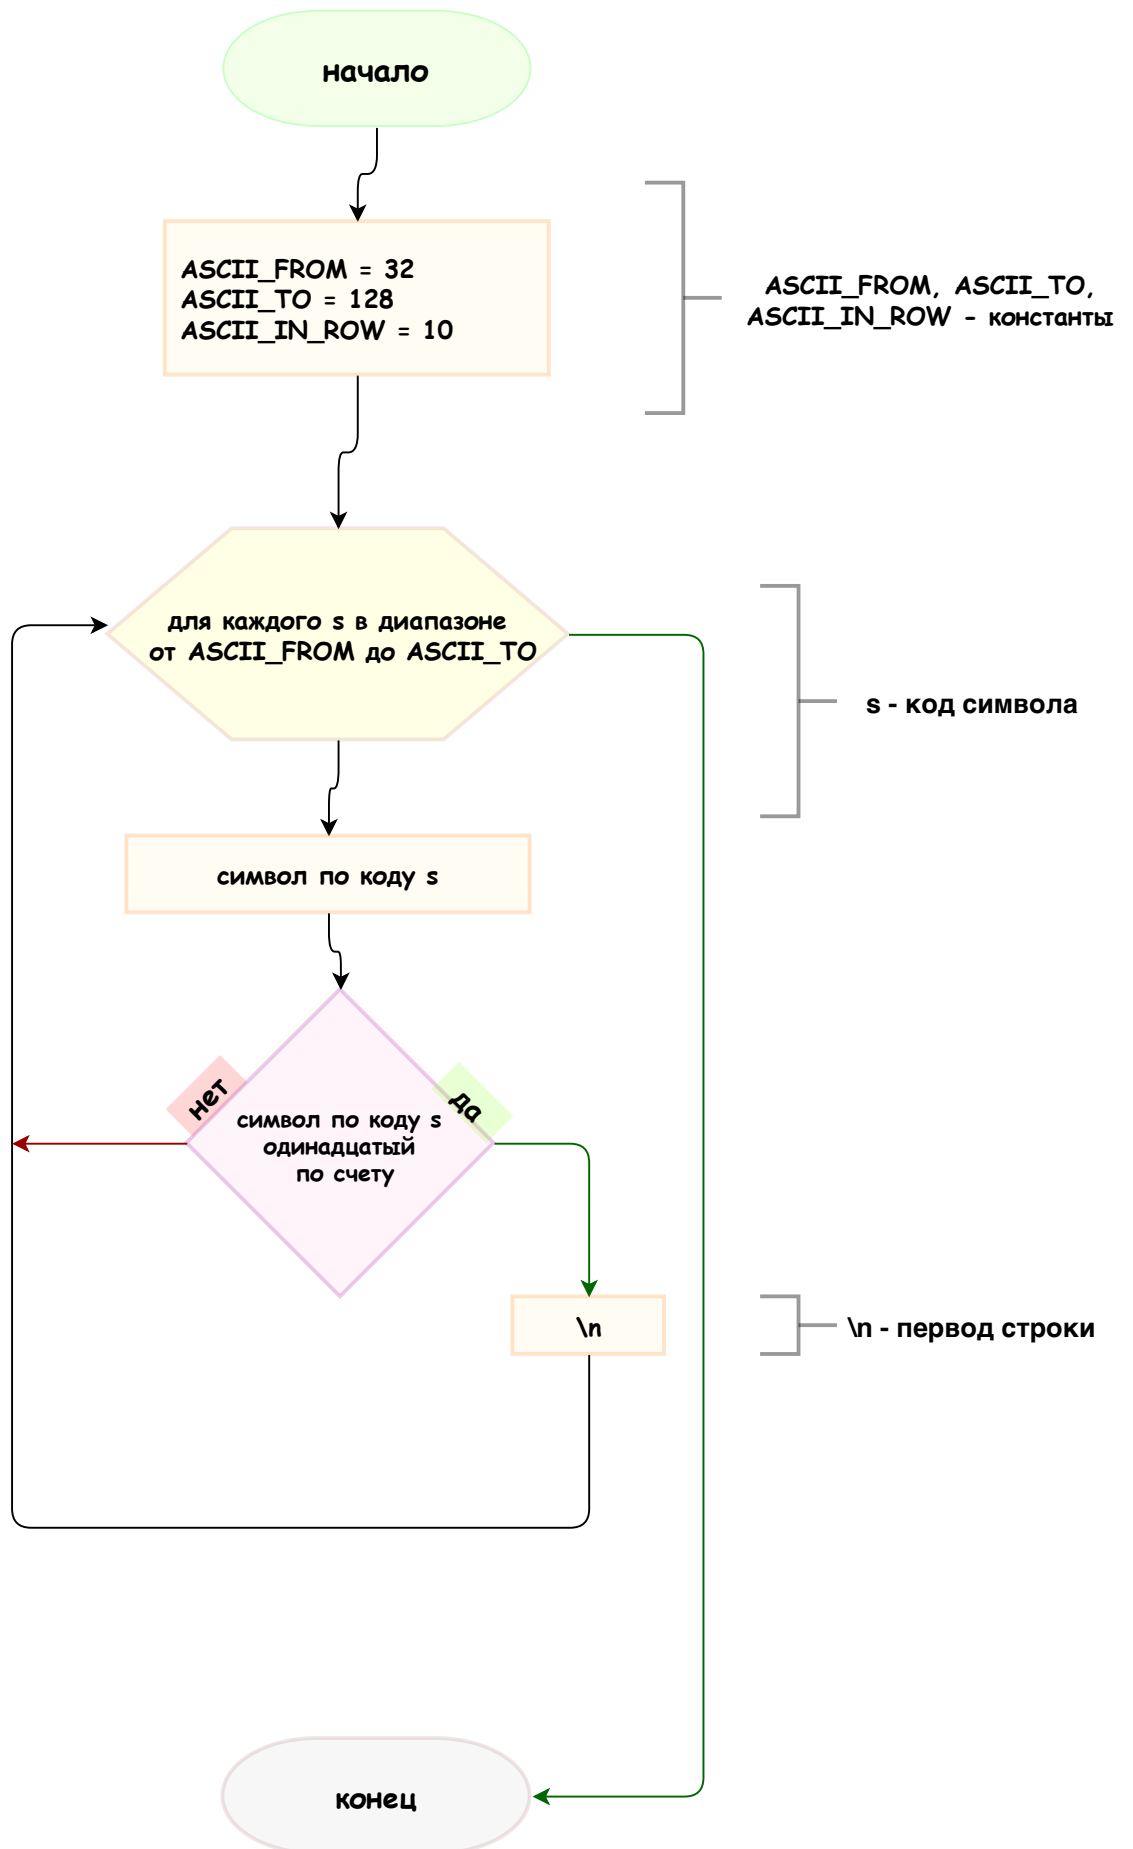 начало
ASCII_FROM = 32
ASCII_TO = 128
ASCII_IN_ROW = 10
ASCII_FROM, ASCII_TO,
ASCII_IN_ROW - константы
для каждого s в диапазоне
от ASCII_FROM до ASCII_TO
s - код символа
символ по коду s
нет
да
символ по коду s
одинадцатый
по счету
\n
\n - первод строки
конец